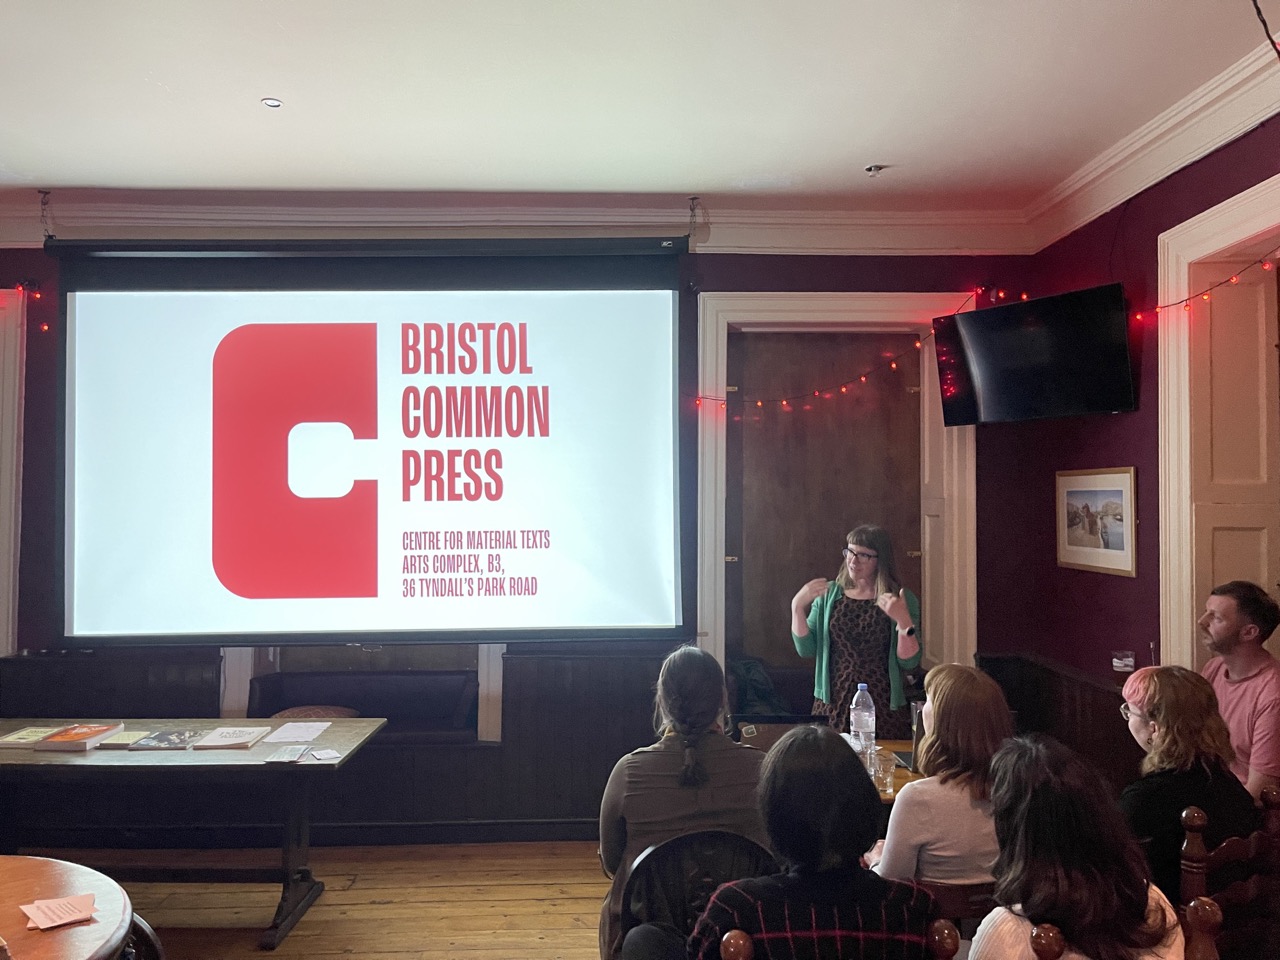 BRISTOL
COMMON
PRESS
CENTRE FOR MATERIAL TEXTS
ARTS COMPLEX, B3,
36 TYNDALL'S PARK ROAD